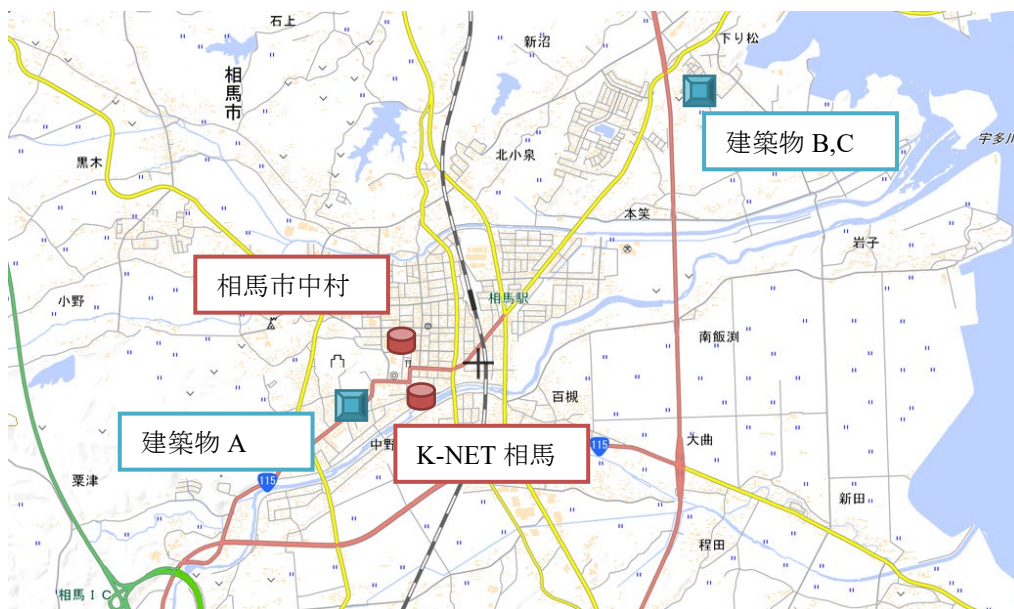 石上
新沼
下り松
相馬市
建築物 B,C
宇多川
黒木
北小泉
本笑
岩子
相馬市中村
小野
相馬駅
南飯渕
百槻
建築物 A
中野
K-NET 相馬
115
大曲
粟津
115
新田
程田
相馬IC